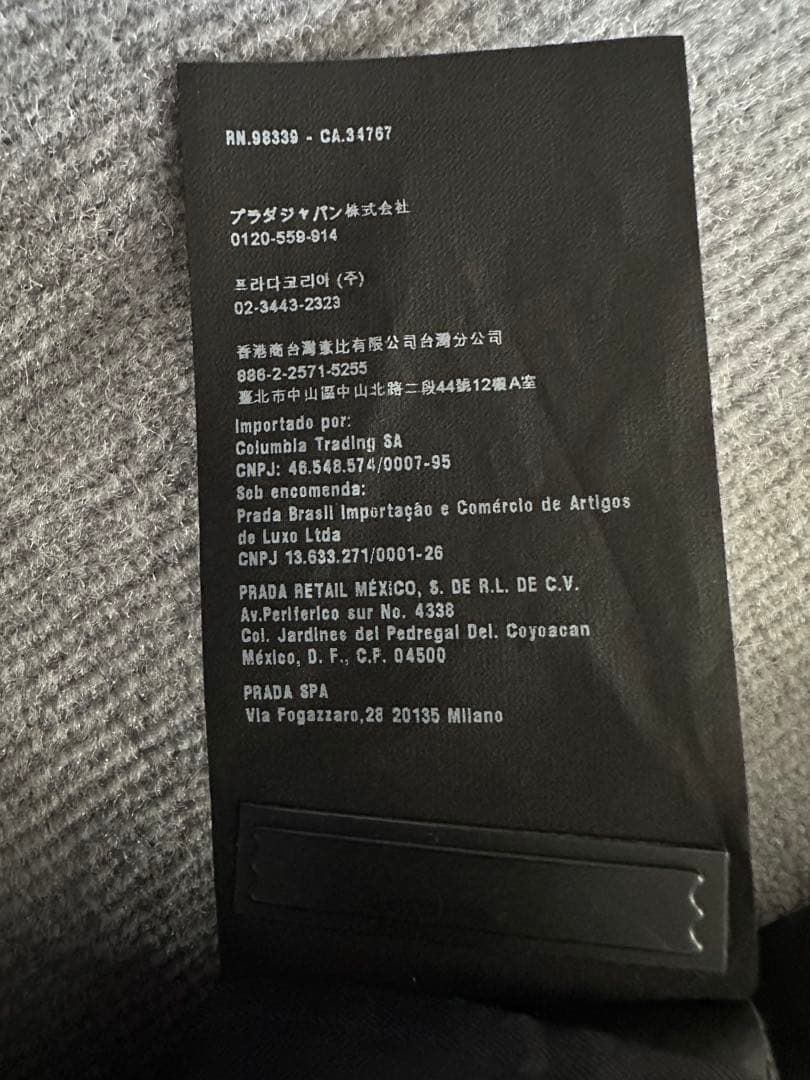 RN.98339 - CA.34767
プラダジャパン株式会社
0120-559-914
프라다코리아 (주)
02-3443-2323
香港商台灣壹比有限公司台灣分公司
886-2-2571-5255
臺北市中山區中山北路二段44號12樓A室
Importado por:
Columbia Trading SA
CNPJ: 46.548.574/0007-95
Sob encomenda:
Prada Brasil Importação e Comércio de Artigos
de Luxo Ltda
CNPJ 13.633.271/0001-26
PRADA RETAIL MÉXICO, S. DE R.L. DE C.V.
Av.Periferico sur No. 4338
Col. Jardines del Pedregal Del. Coyoacan
México, D. F., C.P. 04500
PRADA SPA
Via Fogazzaro,28 20135 Milano